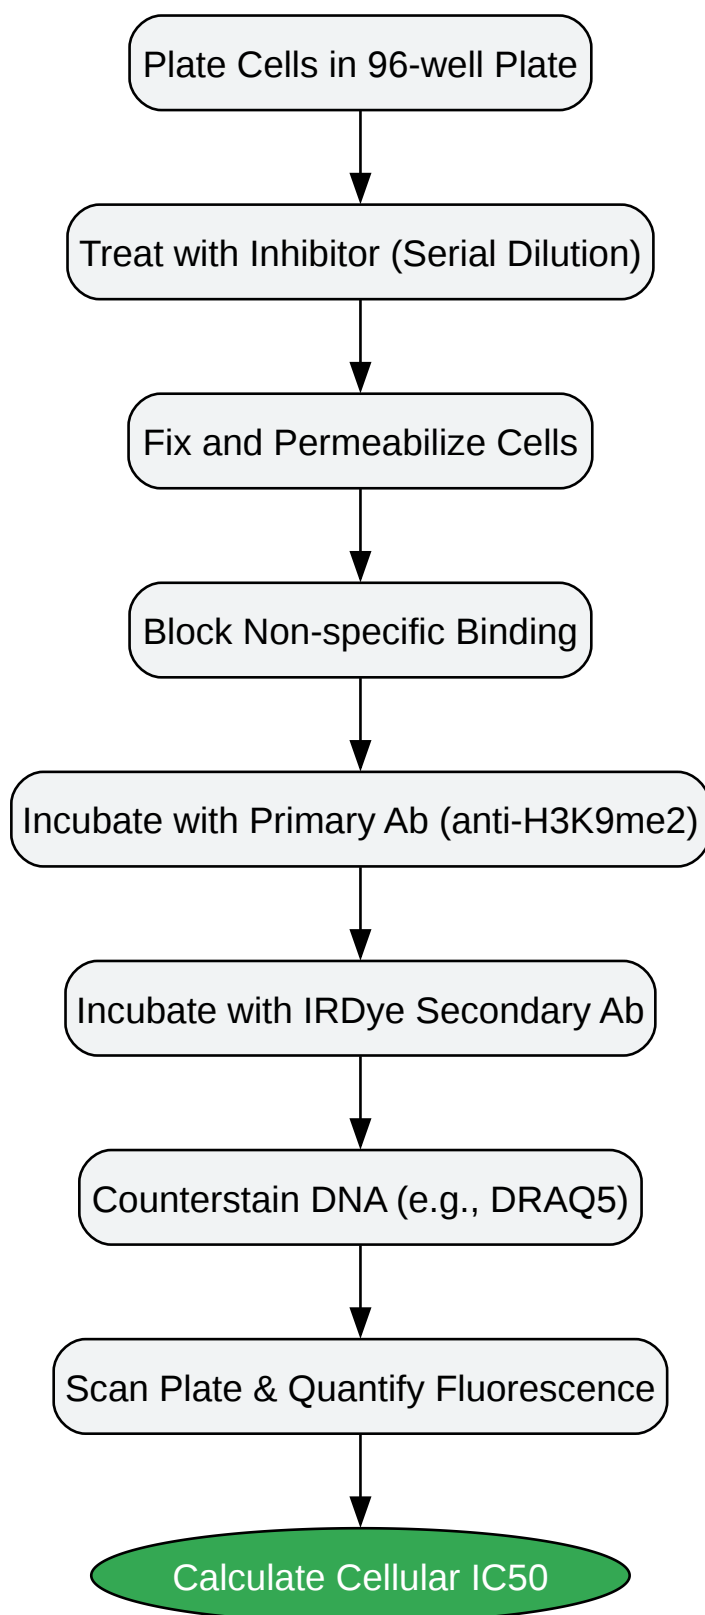 Plate Cells in 96-well Plate
Treat with Inhibitor (Serial Dilution)
Fix and Permeabilize Cells
Block Non-specific Binding
Incubate with Primary Ab (anti-H3K9me2)
Incubate with IRDye Secondary Ab
Counterstain DNA (e.g., DRAQ5)
Scan Plate & Quantify Fluorescence
Calculate Cellular IC50